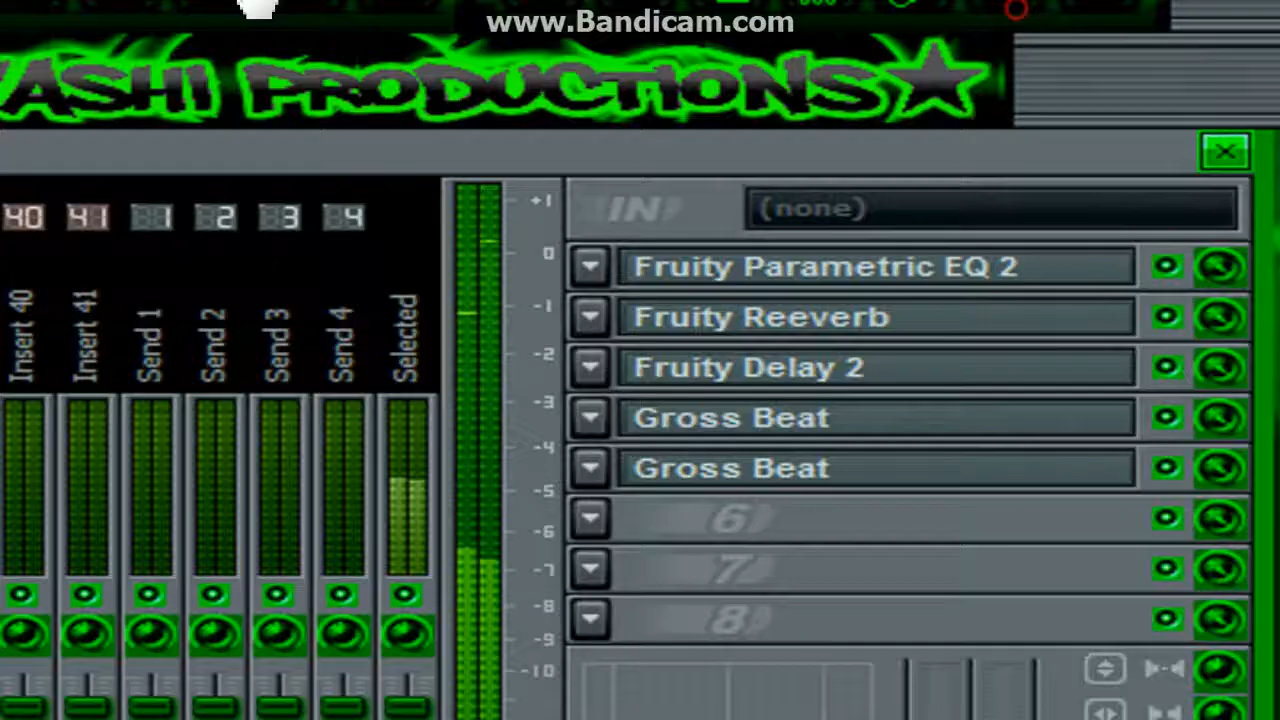 www.Bandicam.com
ASHI PRODUCTIONS
IN
(none)
40 41 1 2 3 4
Insert 40
Insert 41
Send 1
Send 2
Send 3
Send 4
Selected
+1
0
-1
-2
-3
-4
-5
-6
-7
-8
-9
-10
Fruity Parametric EQ 2
Fruity Reeverb
Fruity Delay 2
Gross Beat
Gross Beat
6
7
8